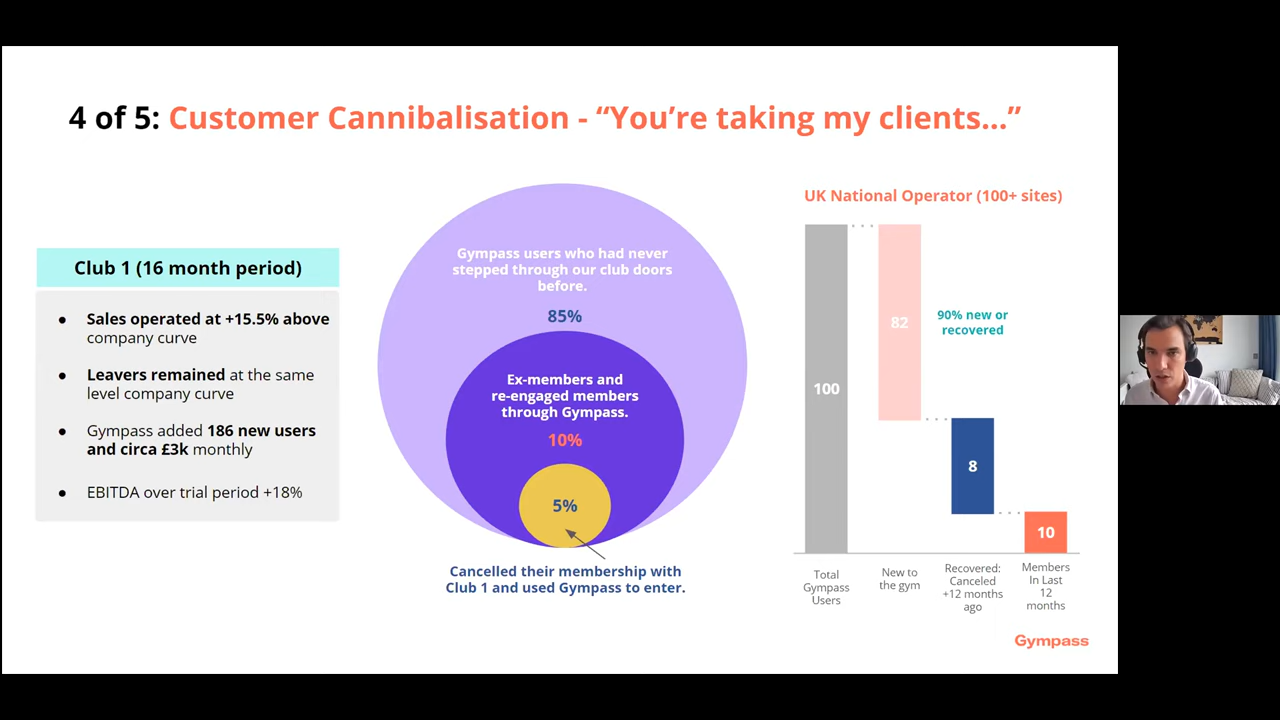 4 of 5: Customer Cannibalisation - “You’re taking my clients...”
Club 1 (16 month period)
● Sales operated at +15.5% above
company curve
● Leavers remained at the same
level company curve
● Gympass added 186 new users
and circa £3k monthly
● EBITDA over trial period +18%
Gympass users who had never
stepped through our club doors
before.
85%
Ex-members and
re-engaged members
through Gympass.
10%
5%
Cancelled their membership with
Club 1 and used Gympass to enter.
UK National Operator (100+ sites)
100
82
90% new or
recovered
8
10
Total
Gympass
Users
New to
the gym
Recovered:
Canceled
+12 months
ago
Members
In Last
12
months
Gympass